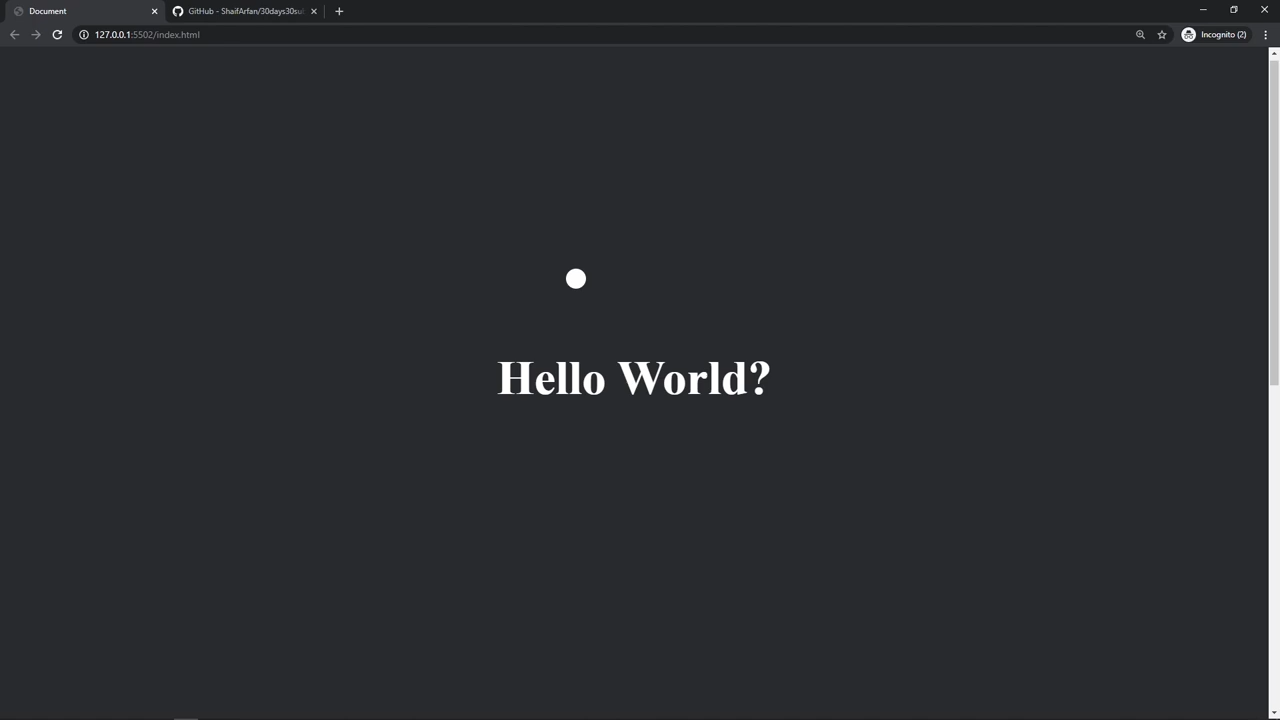 Document
GitHub - ShaifArfan/30days30su
127.0.0.1:5502/index.html
Incognito (2)
Hello World?